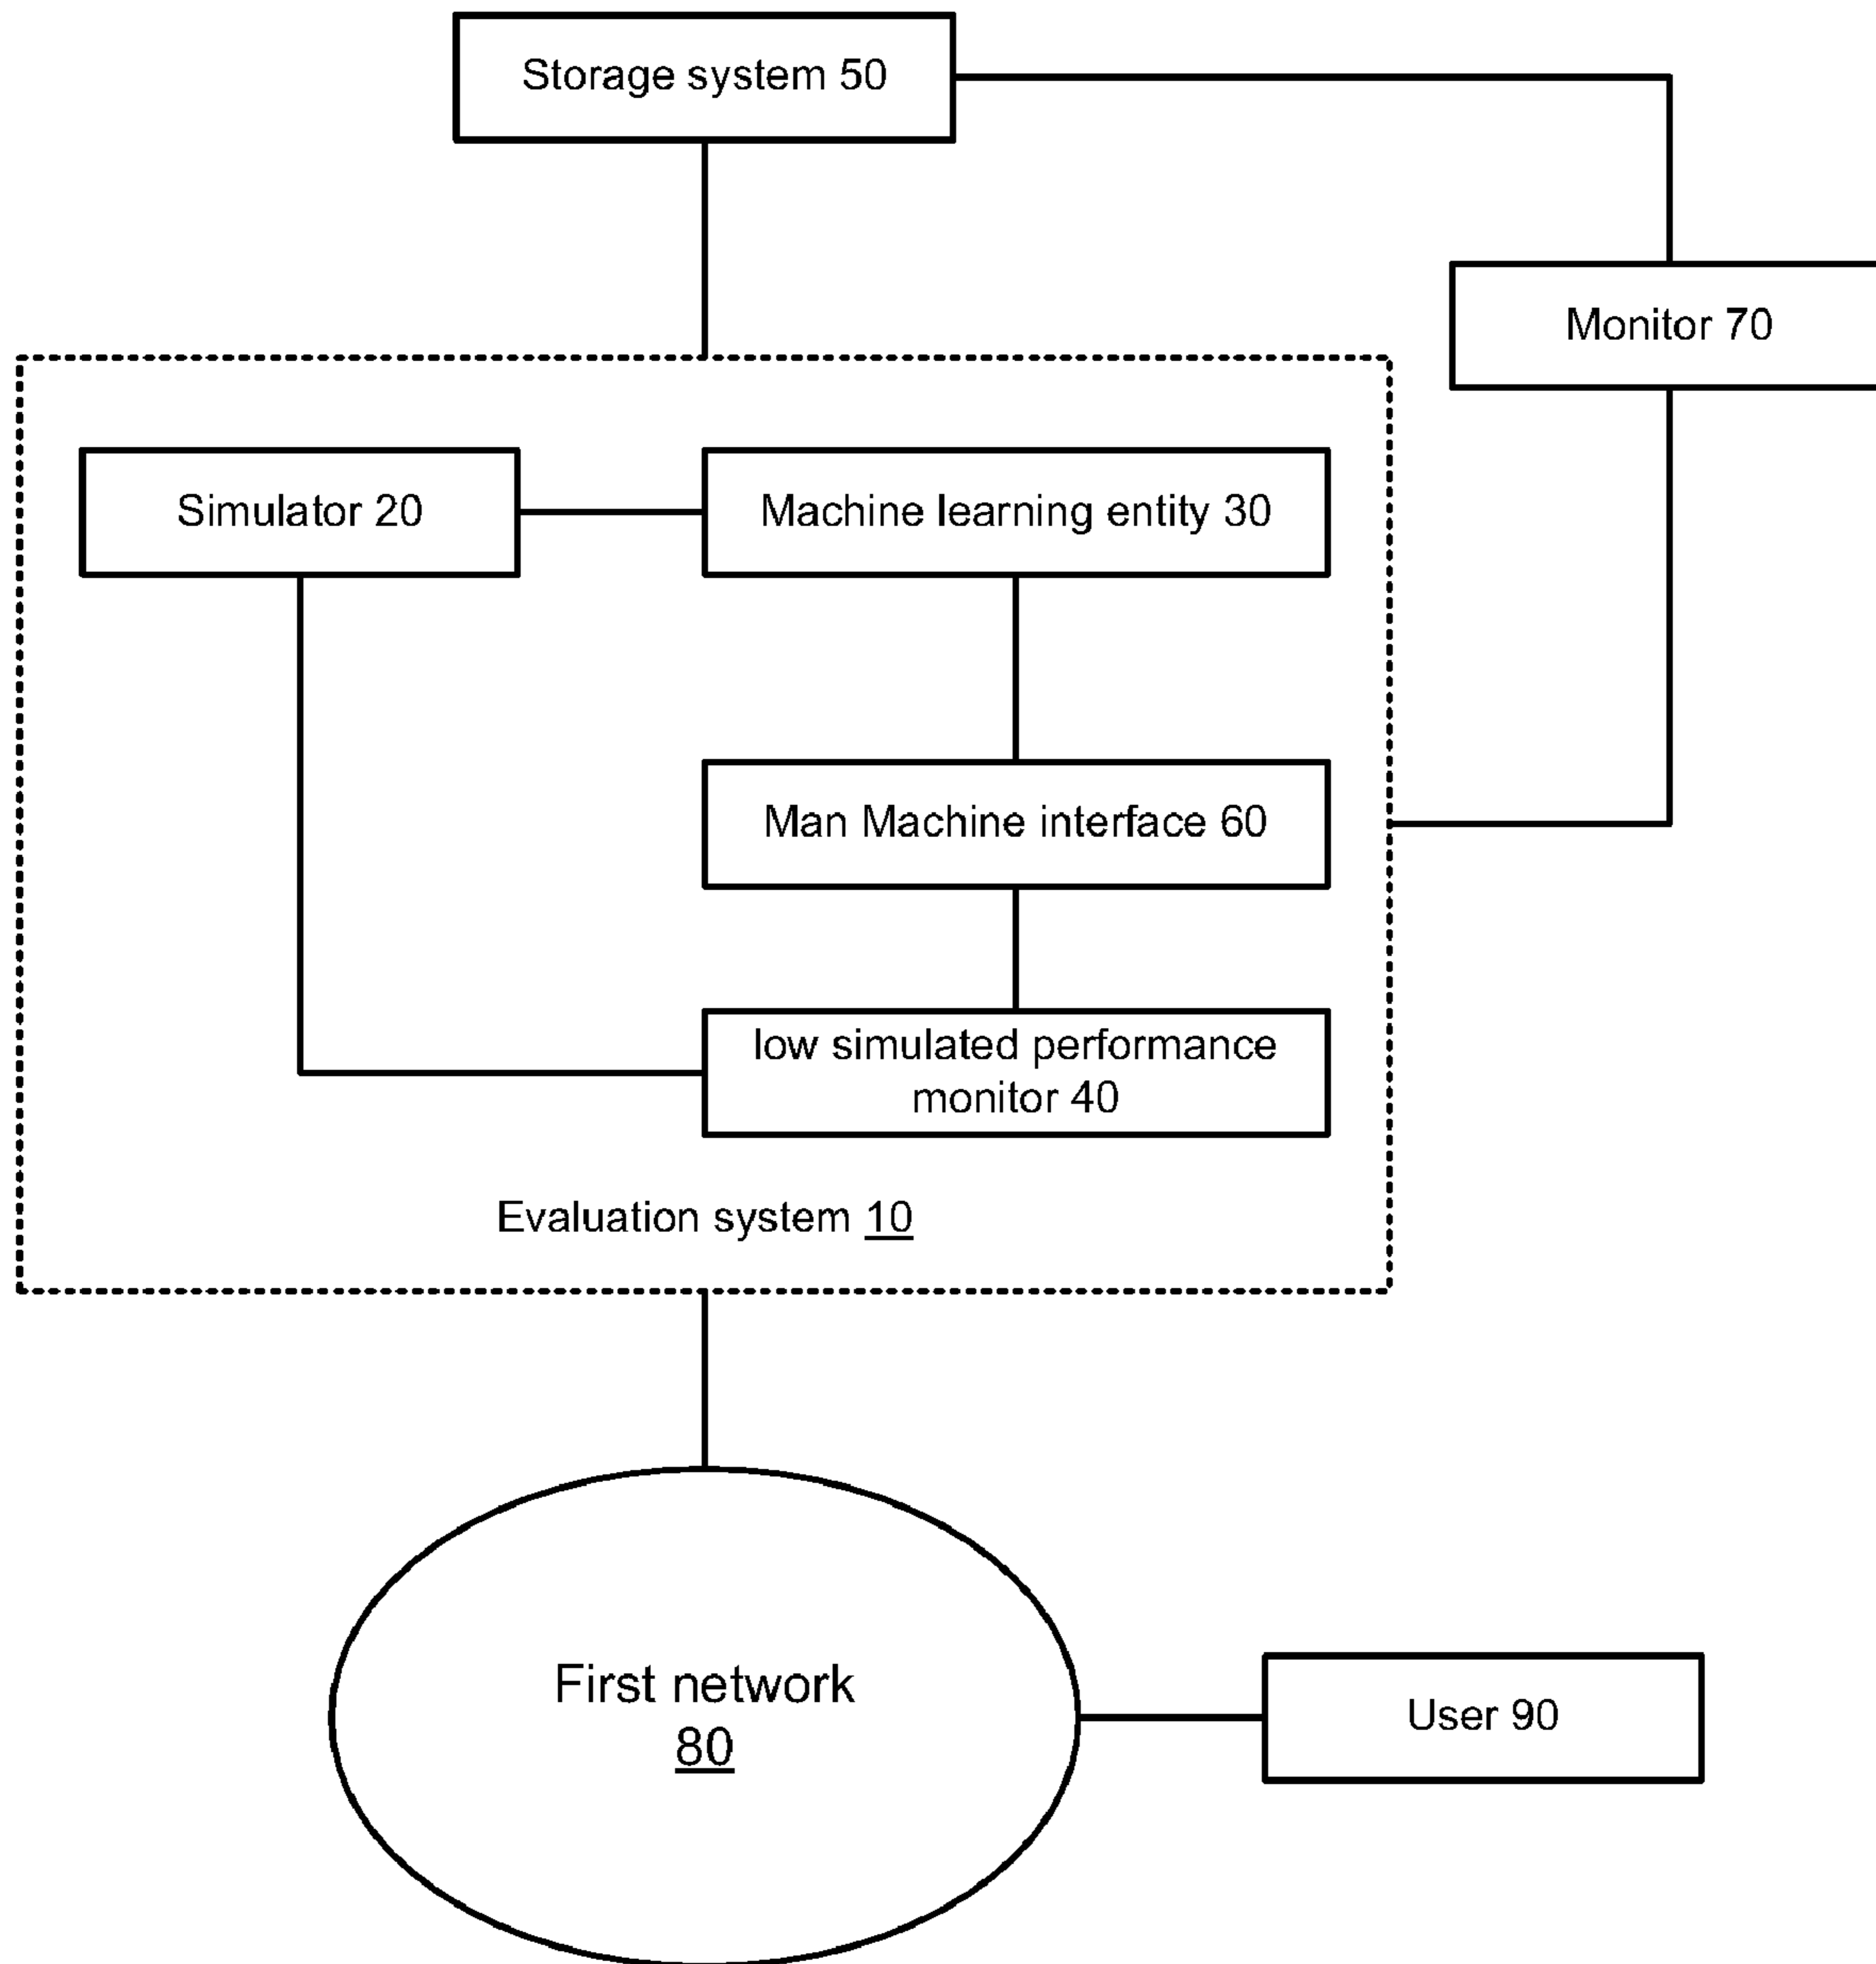 Storage system 50
Monitor 70
Simulator 20
Machine learning entity 30
Man Machine interface 60
low simulated performance
monitor 40
Evaluation system 10
First network
80
User 90